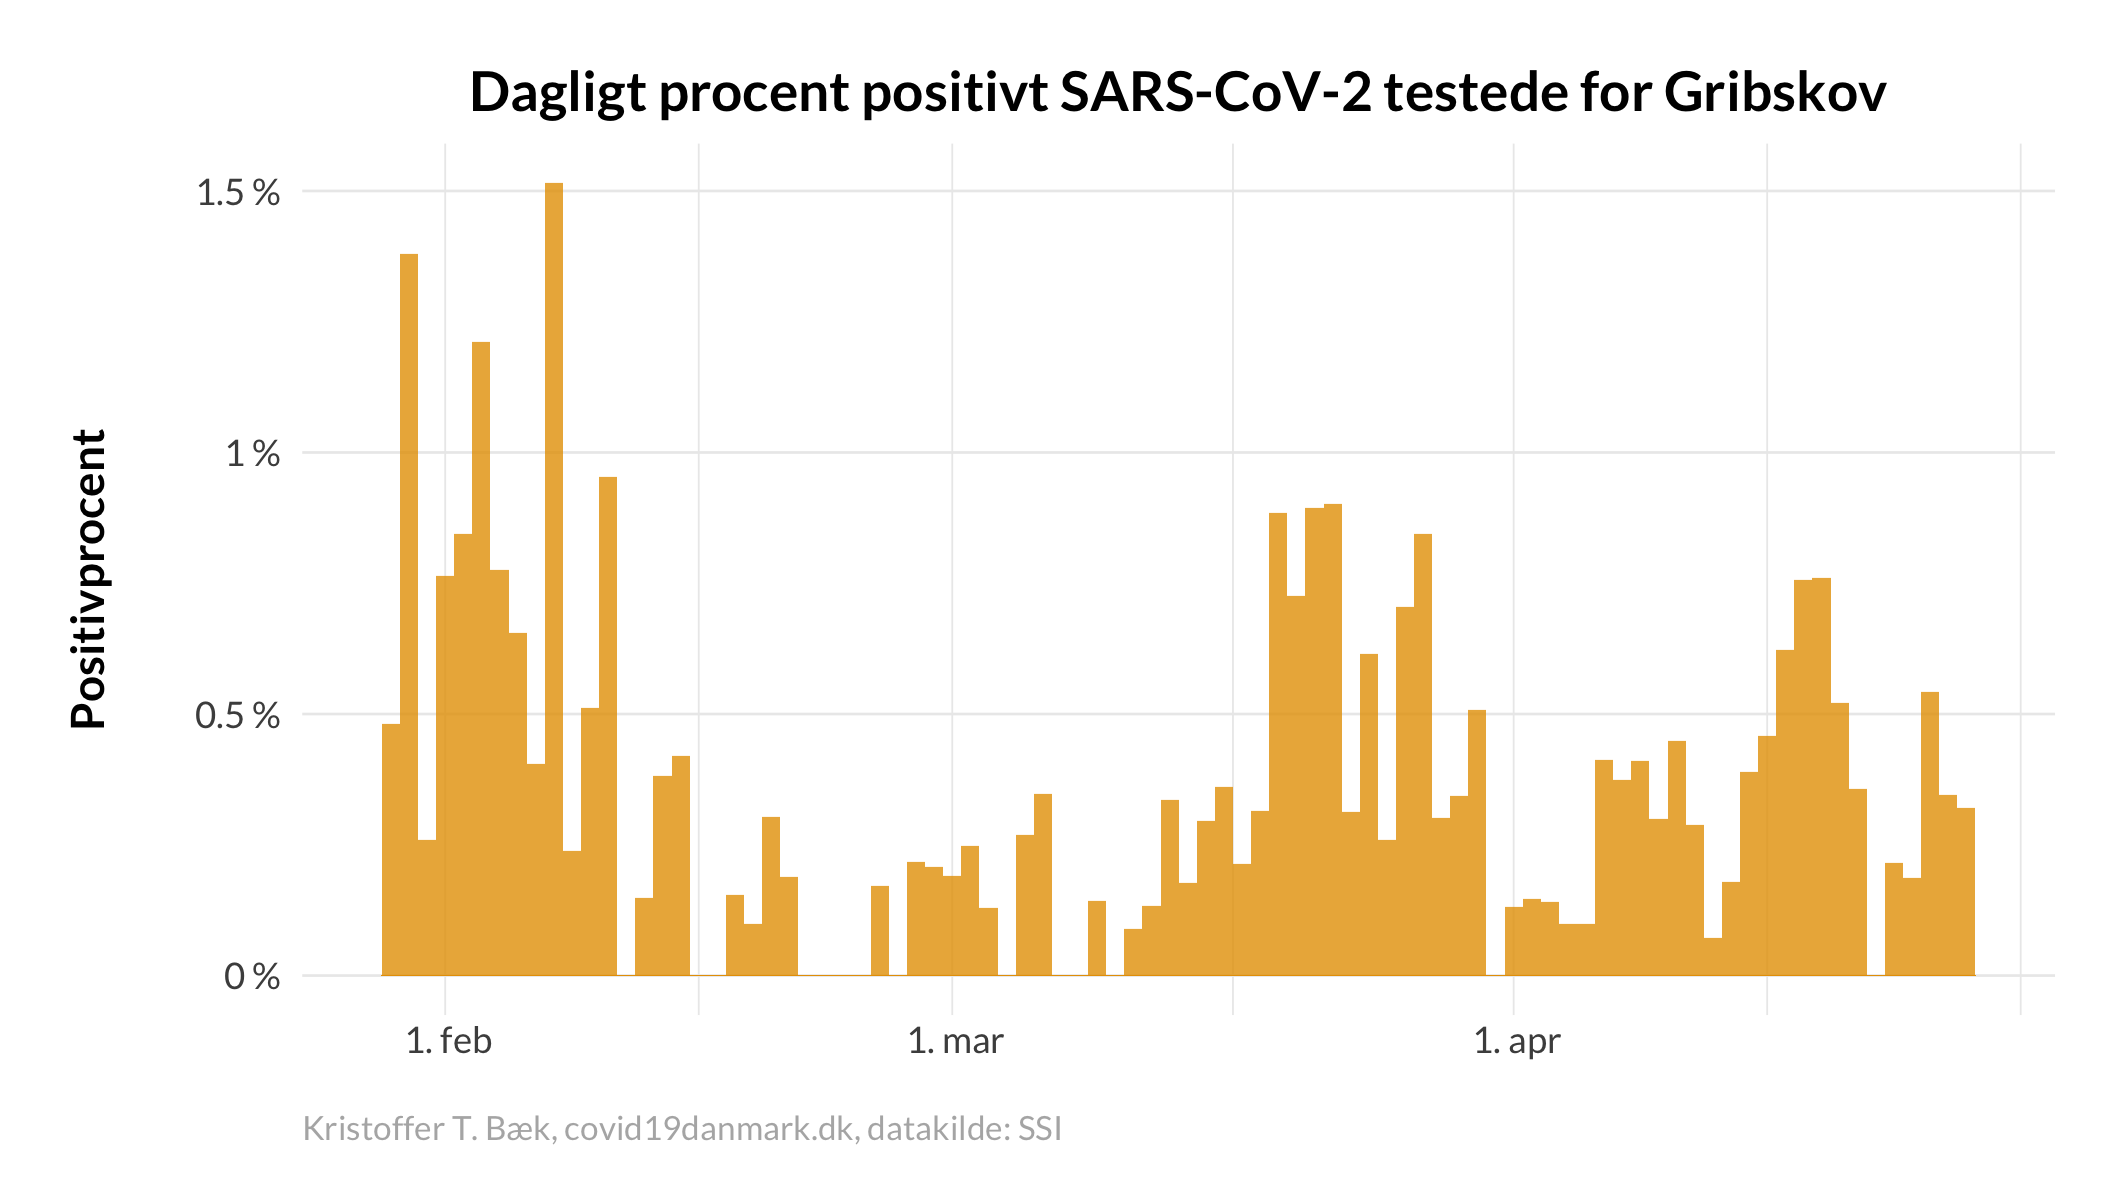 Dagligt procent positivt SARS-CoV-2 testede for Gribskov
Positivprocent
1.5 %
1 %
0.5 %
0 %
1. feb
1. mar
1. apr
Kristoffer T. Bæk, covid19danmark.dk, datakilde: SSI